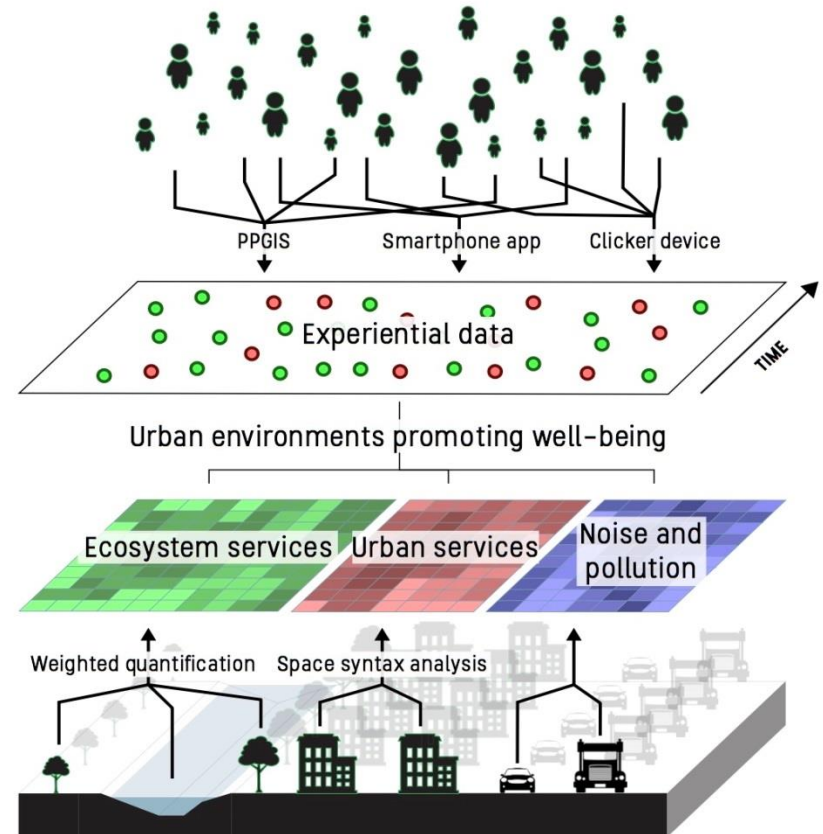 PPGIS
Smartphone app
Clicker device
Experiential data
TIME
Urban environments promoting well-being
Ecosystem services
Urban services
Noise and
pollution
Weighted quantification
Space syntax analysis